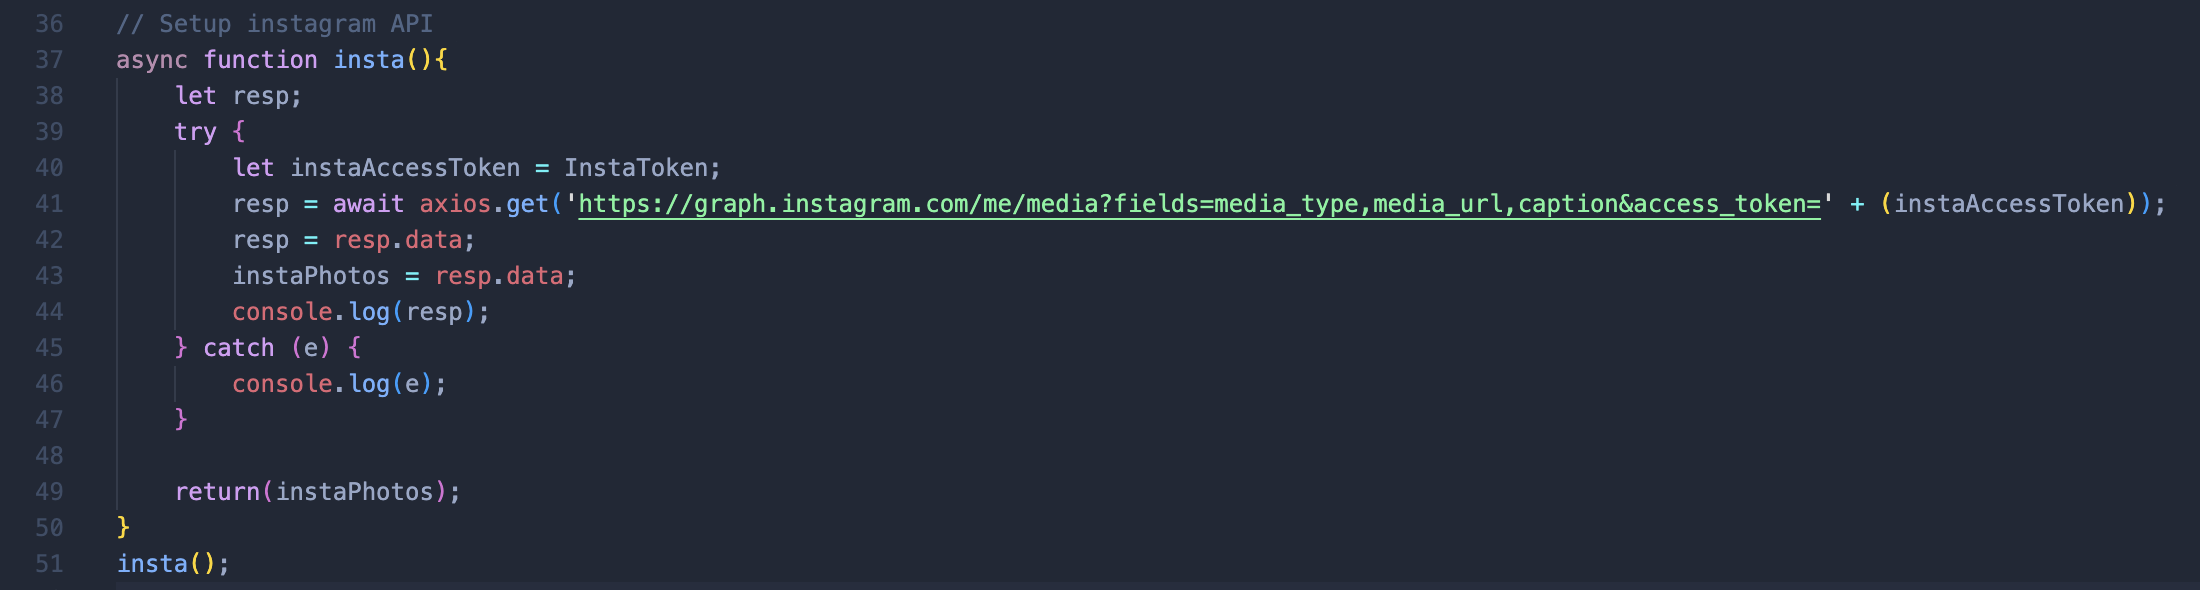 36 // Setup instagram API
37 async function insta(){
38 let resp;
39 try {
40 let instaAccessToken = InstaToken;
41 resp = await axios.get('https://graph.instagram.com/me/media?fields=media_type,media_url,caption&access_token=' + (instaAccessToken));
42 resp = resp.data;
43 instaPhotos = resp.data;
44 console.log(resp);
45 } catch (e) {
46 console.log(e);
47 }
48
49 return(instaPhotos);
50 }
51 insta();